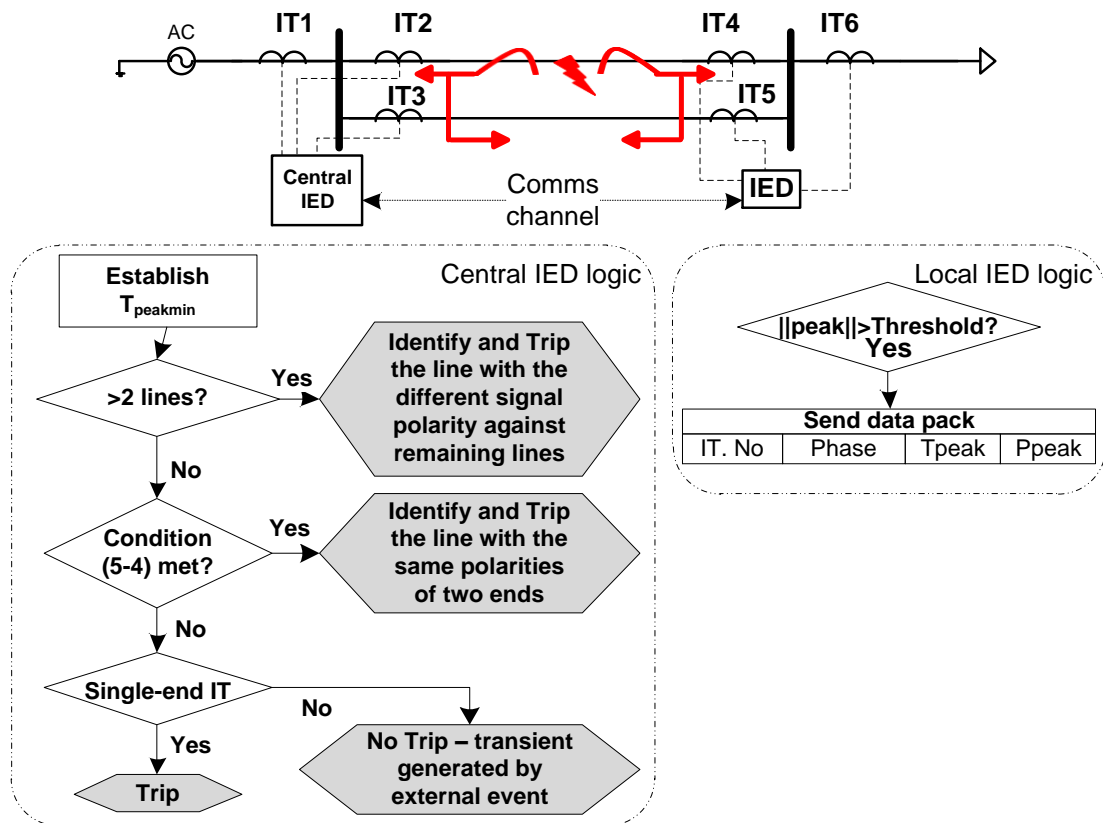 IT1
IT2
IT4
IT6
AC
IT3
IT5
Central
IED
Comms
channel
IED
Central IED logic
Establish
Tpeakmin
>2 lines?
Yes
Identify and Trip
the line with the
different signal
polarity against
remaining lines
No
Condition
(5-4) met?
Yes
Identify and Trip
the line with the
same polarities
of two ends
No
Single-end IT
No
Yes
Trip
No Trip – transient
generated by
external event
Local IED logic
||peak||>Threshold?
Yes
Send data pack
IT. No Phase Tpeak Ppeak